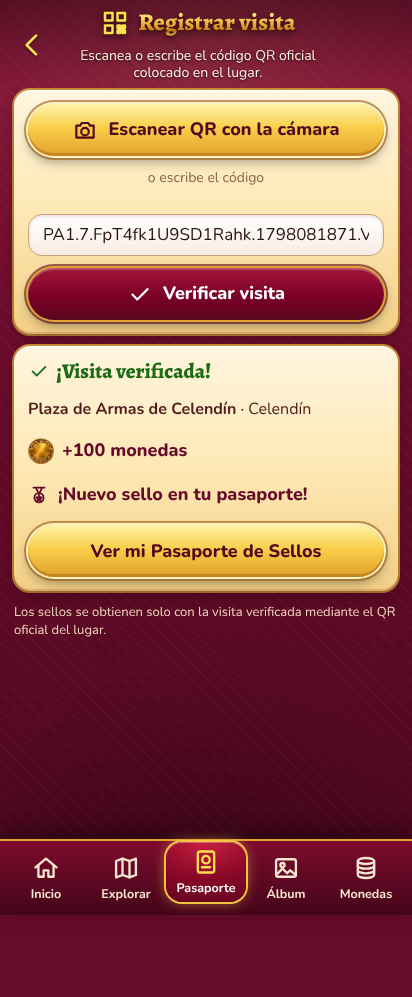 Registrar visita
Escanea o escribe el código QR oficial
colocado en el lugar.
Escanear QR con la cámara
o escribe el código
PA1.7.FpT4fk1U9SD1Rahk.1798081871.V
Verificar visita
¡Visita verificada!
Plaza de Armas de Celendín · Celendín
+100 monedas
¡Nuevo sello en tu pasaporte!
Ver mi Pasaporte de Sellos
Los sellos se obtienen solo con la visita verificada mediante el QR
oficial del lugar.
Inicio
Explorar
Pasaporte
Álbum
Monedas